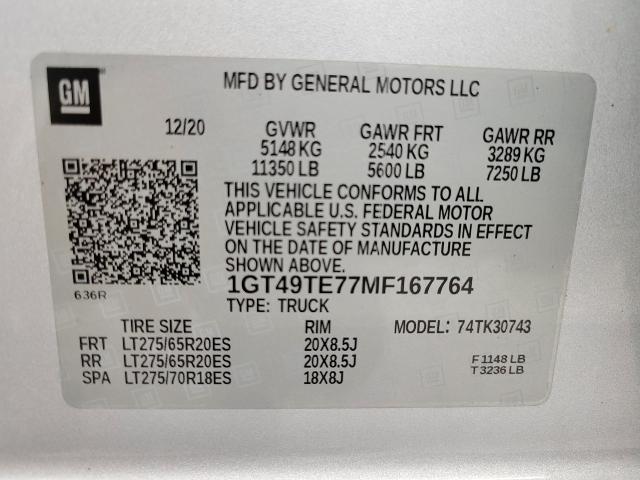 GM
MFD BY GENERAL MOTORS LLC
12/20 GVWR GAWR FRT GAWR RR
5148 KG 2540 KG 3289 KG
11350 LB 5600 LB 7250 LB
THIS VEHICLE CONFORMS TO ALL
APPLICABLE U.S. FEDERAL MOTOR
VEHICLE SAFETY STANDARDS IN EFFECT
ON THE DATE OF MANUFACTURE
SHOWN ABOVE.
636R
1GT49TE77MF167764
TYPE: TRUCK
TIRE SIZE RIM MODEL: 74TK30743
FRT LT275/65R20ES 20X8.5J
RR LT275/65R20ES 20X8.5J F 1148 LB
SPA LT275/70R18ES 18X8J T 3236 LB